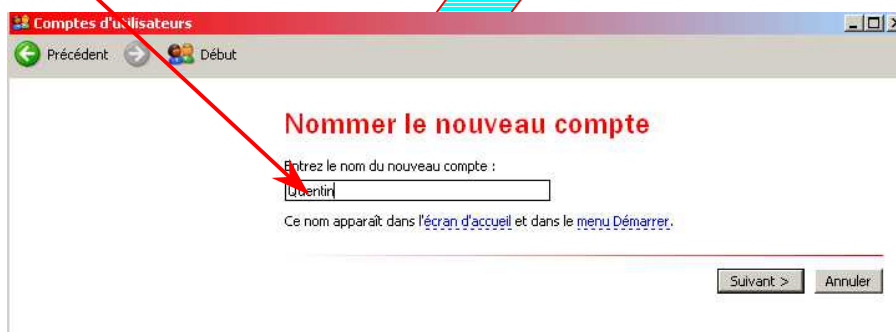 Comptes d'utilisateurs
Précédent Début
Nommer le nouveau compte
Entrez le nom du nouveau compte :
Quentin
Ce nom apparaît dans l'écran d'accueil et dans le menu Démarrer.
Suivant > Annuler